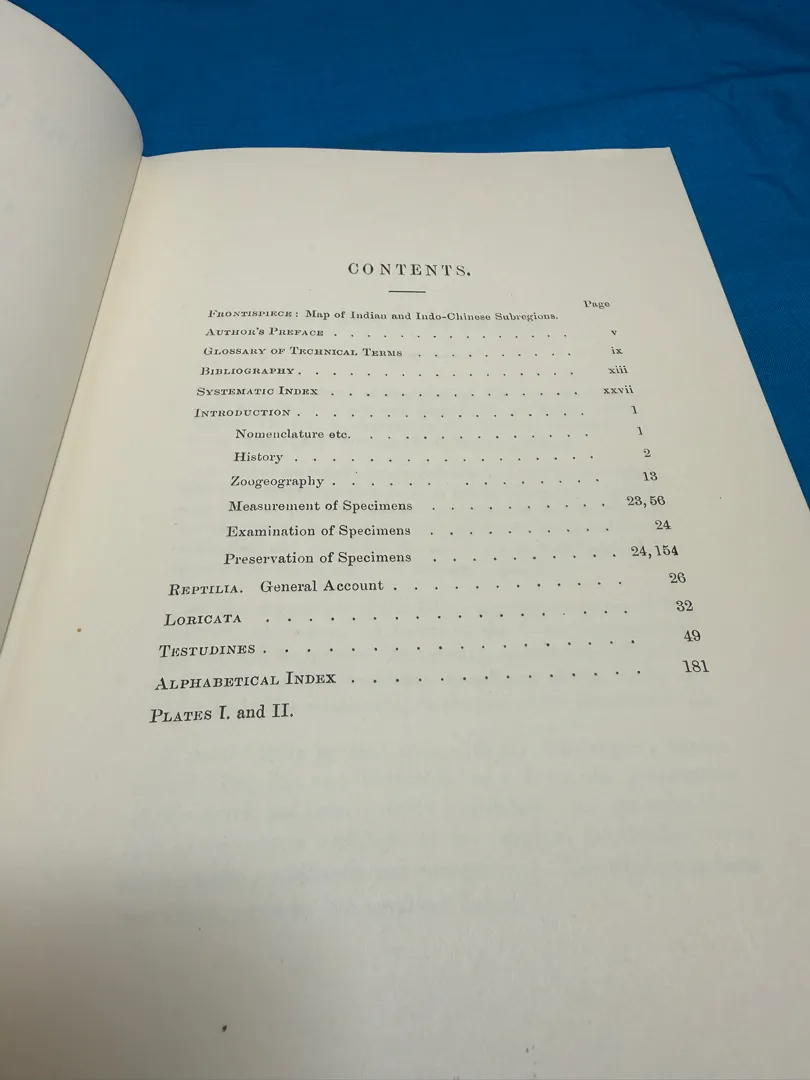 CONTENTS.
Page
FRONTISPIECE: Map of Indian and Indo-Chinese Subregions.
AUTHOR'S PREFACE . . . . . . . . . . . . . v
GLOSSARY OF TECHNICAL TERMS . . . . . . . . . ix
BIBLIOGRAPHY . . . . . . . . . . . . . . . . xiii
SYSTEMATIC INDEX . . . . . . . . . . . . . . xxvii
INTRODUCTION . . . . . . . . . . . . . . . . 1
Nomenclature etc. . . . . . . . . . . . . 1
History . . . . . . . . . . . . . . . . . 2
Zoogeography . . . . . . . . . . . . . . 13
Measurement of Specimens . . . . . . . . . . 23, 56
Examination of Specimens . . . . . . . . . . 24
Preservation of Specimens . . . . . . . . . . 24, 154
REPTILIA. General Account . . . . . . . . . . . 26
LORICATA . . . . . . . . . . . . . . . . . 32
TESTUDINES . . . . . . . . . . . . . . . . . 49
ALPHABETICAL INDEX . . . . . . . . . . . . . 181
PLATES I. and II.